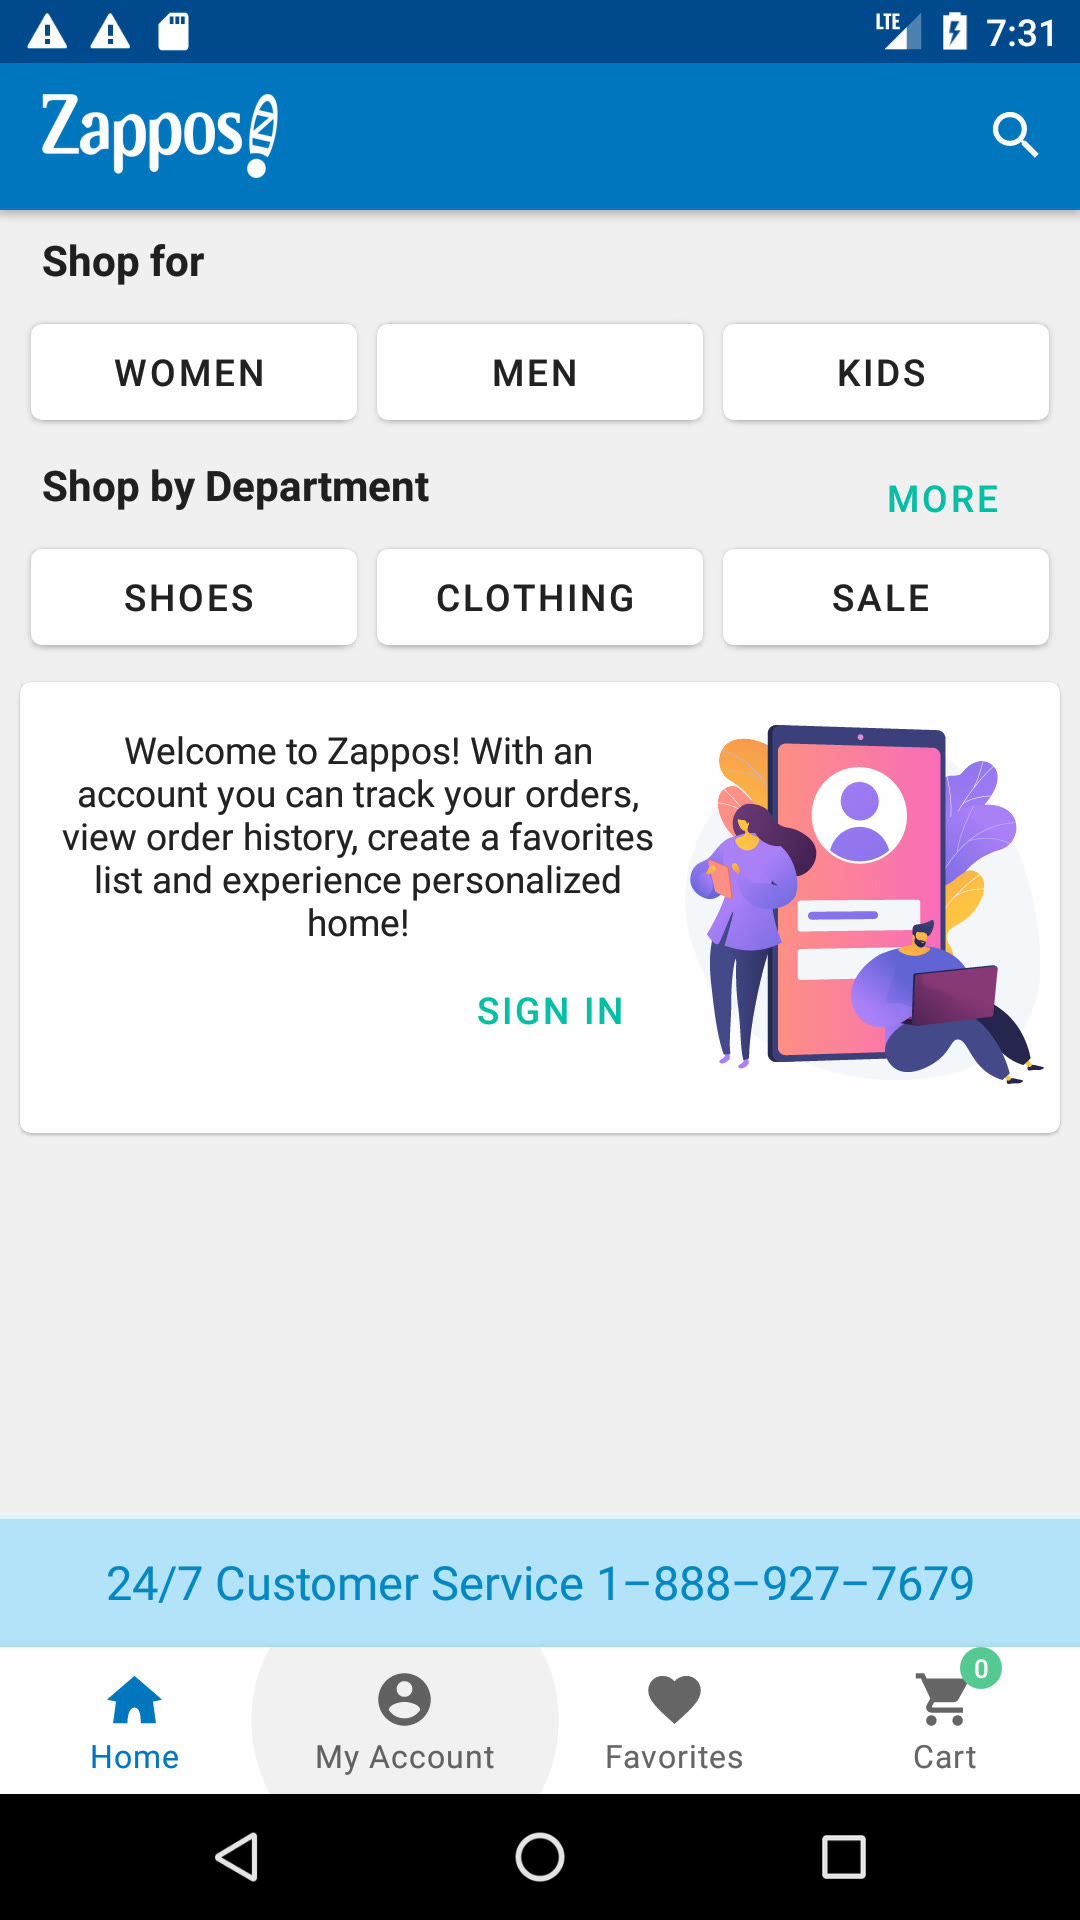 LTE 7:31
Zappos
Shop for
WOMEN MEN KIDS
Shop by Department
MORE
SHOES CLOTHING SALE
Welcome to Zappos! With an
account you can track your orders,
view order history, create a favorites
list and experience personalized
home!
SIGN IN
24/7 Customer Service 1-888-927-7679
0
Home My Account Favorites Cart